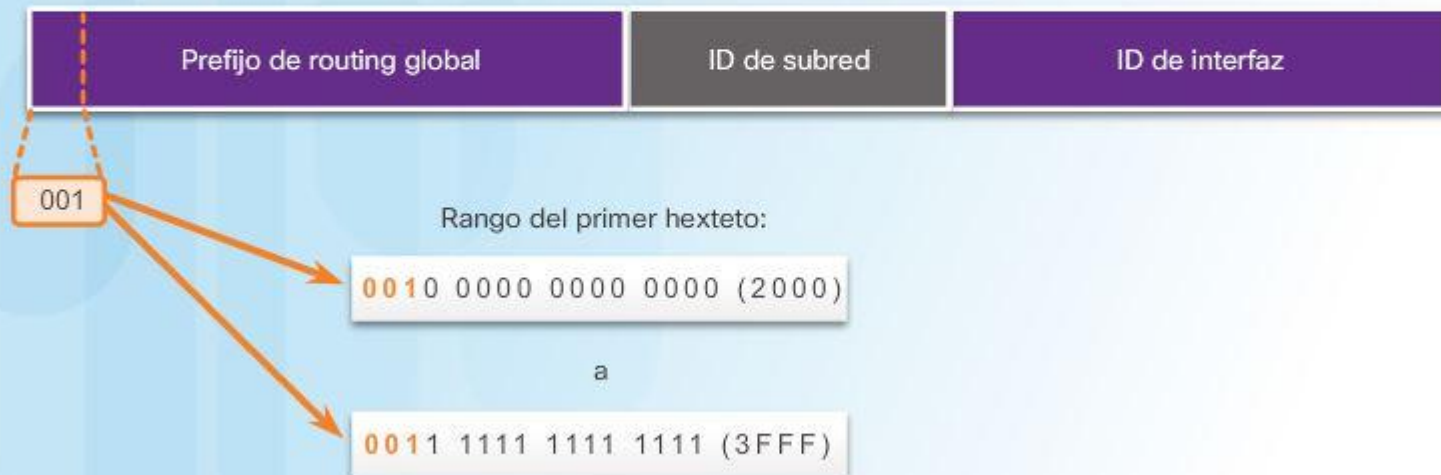 Prefijo de routing global
ID de subred
ID de interfaz
001
Rango del primer hexteto:
0010 0000 0000 0000 (2000)
a
0011 1111 1111 1111 (3FFF)